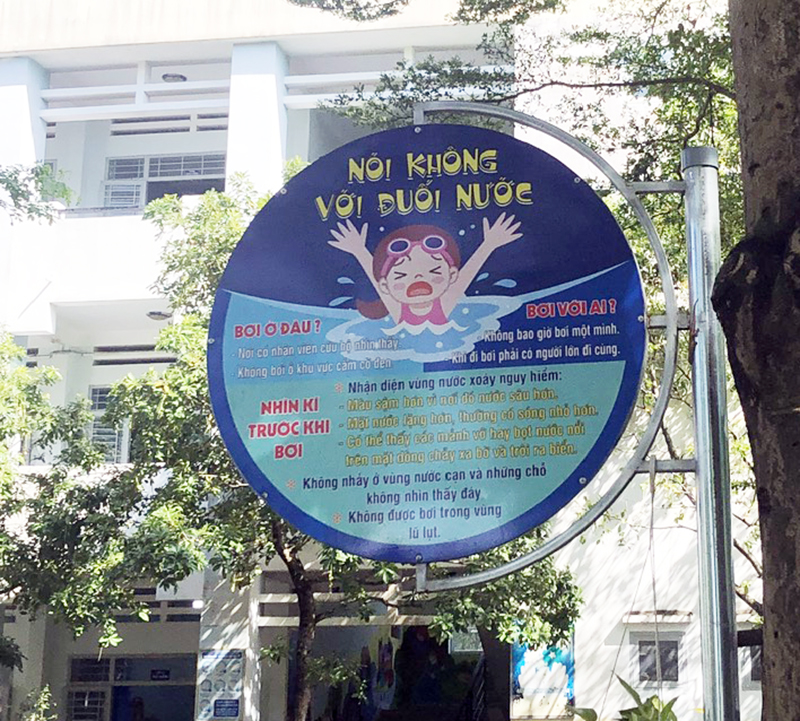 NÓI KHÔNG
VỚI ĐUỐI NƯỚC
BƠI Ở ĐÂU ?
- Nơi có nhân viên cứu hộ nhìn thấy.
- Không bơi ở khu vực cắm cờ đen.
BƠI VỚI AI ?
- Không bao giờ bơi một mình.
- Khi đi bơi phải có người lớn đi cùng.
NHÌN KĨ
TRƯỚC KHI
BƠI
Nhận diện vùng nước xoáy nguy hiểm:
- Màu sậm hơn vì nơi đó nước sâu hơn.
- Mặt nước lặng hơn, thường có sóng nhỏ hơn.
- Có thể thấy các mảnh vỡ hay bọt nước nổi
trên mặt dòng chảy xa bờ và trôi ra biển.
Không nhảy ở vùng nước cạn và những chỗ
không nhìn thấy đáy
Không được bơi trong vùng
lũ lụt.